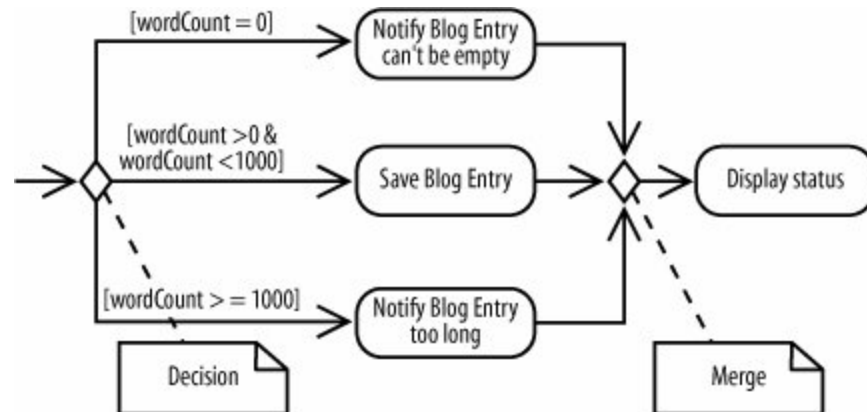 [wordCount = 0]
Notify Blog Entry
can't be empty
[wordCount >0 &
wordCount <1000]
Save Blog Entry
Display status
[wordCount > = 1000]
Notify Blog Entry
too long
Decision
Merge